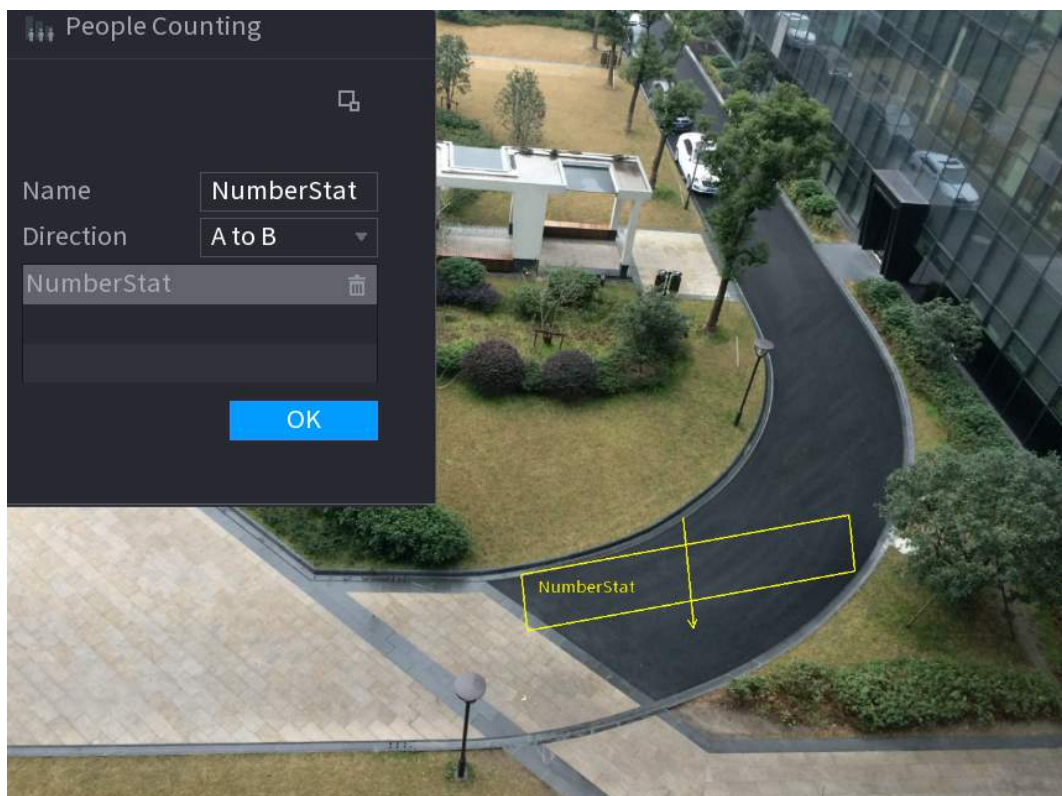 People Counting
Name NumberStat
Direction A to B
NumberStat
OK
NumberStat